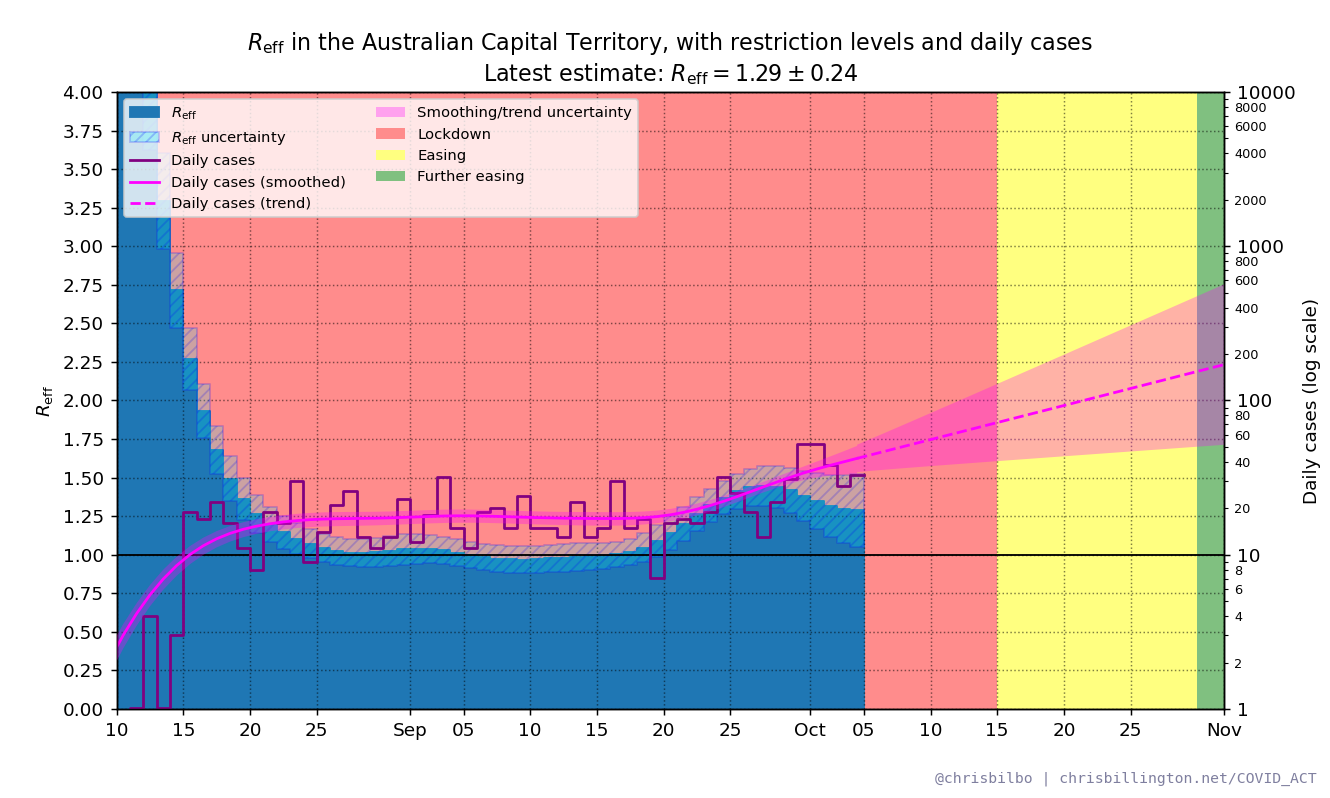 R_eff in the Australian Capital Territory, with restriction levels and daily cases
Latest estimate: R_eff = 1.29 ± 0.24
R_eff
R_eff uncertainty
Daily cases
Daily cases (smoothed)
Daily cases (trend)
Smoothing/trend uncertainty
Lockdown
Easing
Further easing
4.00
3.75
3.50
3.25
3.00
2.75
2.50
2.25
2.00
1.75
1.50
1.25
1.00
0.75
0.50
0.25
0.00
R_eff
10000
8000
6000
4000
2000
1000
800
600
400
200
100
80
60
40
20
10
8
6
4
2
1
Daily cases (log scale)
10 15 20 25 Sep 05 10 15 20 25 Oct 05 10 15 20 25 Nov
@chrisbilbo | chrisbillington.net/COVID_ACT